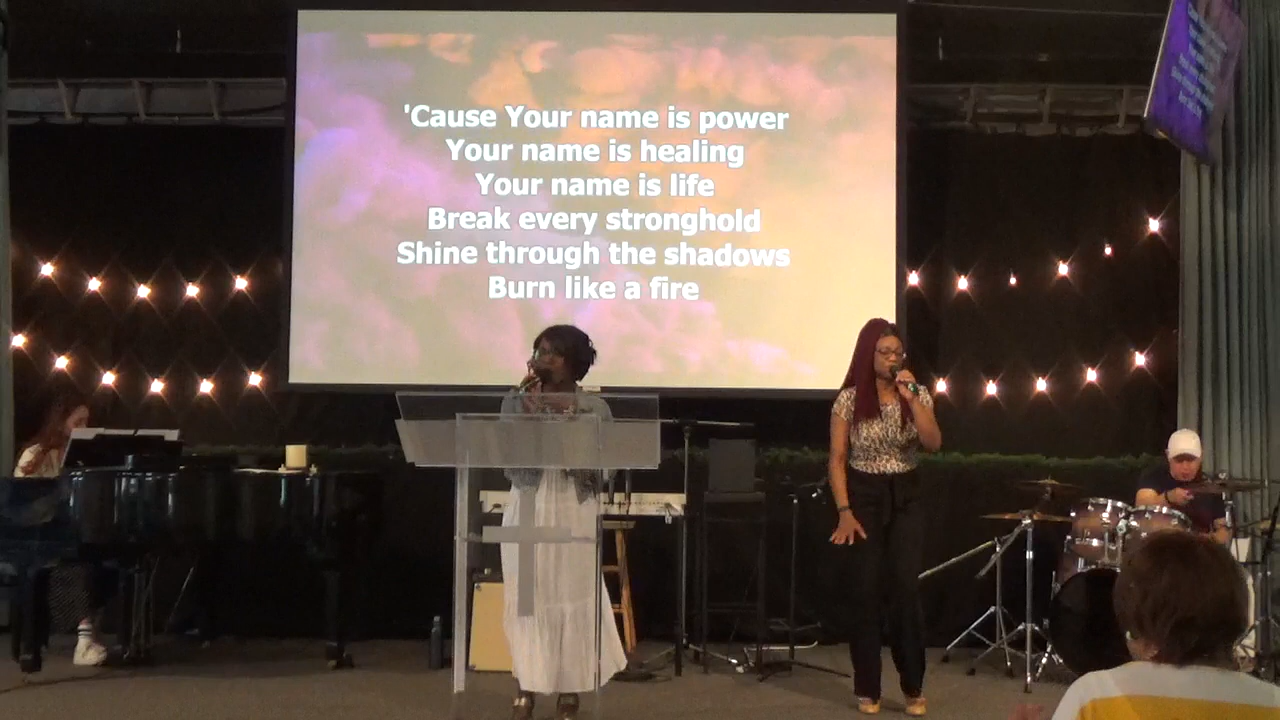 'Cause Your name is power
Your name is healing
Your name is life
Break every stronghold
Shine through the shadows
Burn like a fire